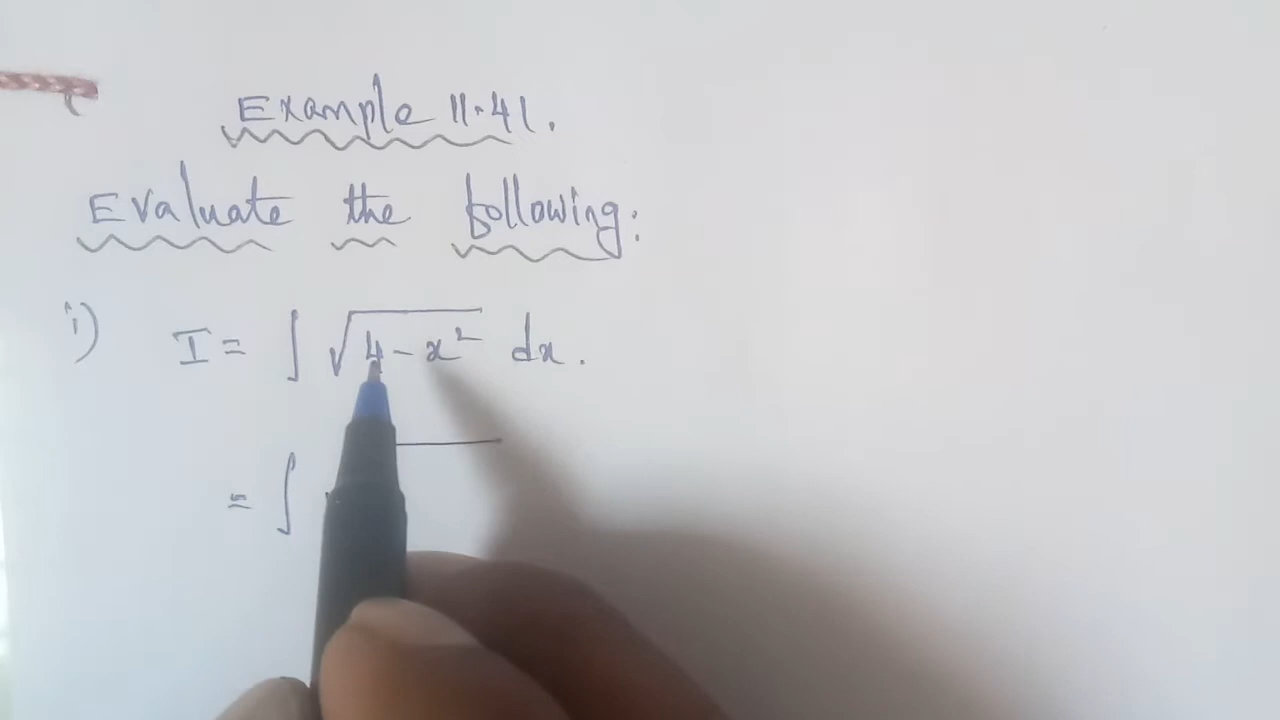 Example 11.41.
Evaluate the following:
i) I = ∫ √4 - x² dx.
= ∫ √